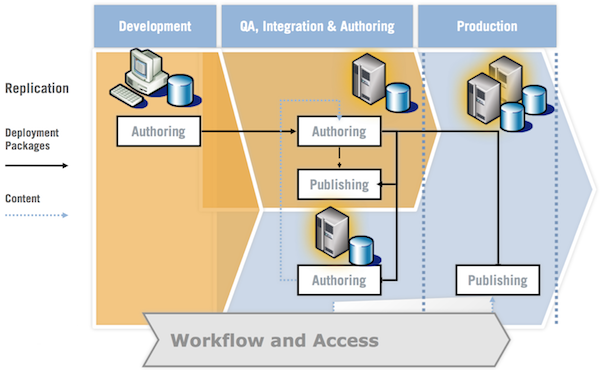 Development
QA, Integration & Authoring
Production
Replication
Deployment
Packages
Content
Authoring
Authoring
Publishing
Authoring
Publishing
Workflow and Access